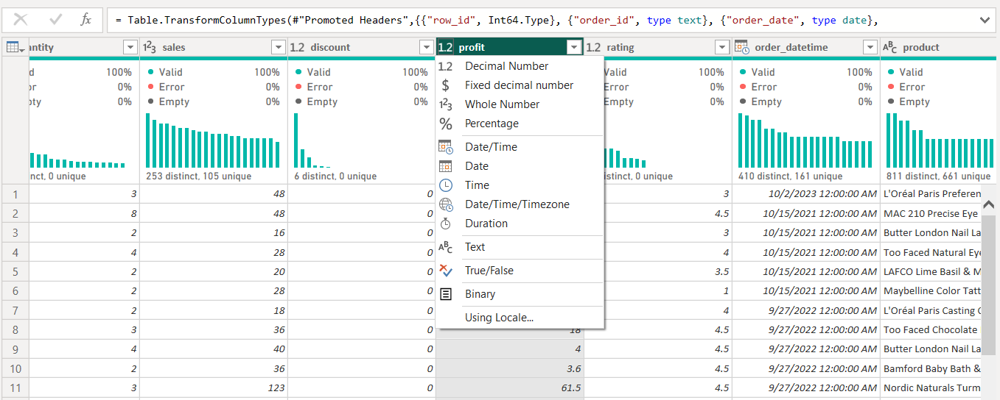 fx = Table.TransformColumnTypes(#"Promoted Headers",{{"row_id", Int64.Type}, {"order_id", type text}, {"order_date", type date},
antity 1²3 sales 1.2 discount 1.2 profit 1.2 rating order_datetime ABC product
d 100% Valid 100% Valid 100% Valid 100% Valid 100% Valid
or 0% Error 0% Error 0% Error 0% Error 0% Error
pty 0% Empty 0% Empty 0% Empty 0% Empty 0% Empty
nct, 0 unique 253 distinct, 105 unique 6 distinct, 0 unique istinct, 0 unique 410 distinct, 161 unique 811 distinct, 661 unique
1.2 Decimal Number
$ Fixed decimal number
1²3 Whole Number
% Percentage
Date/Time
Date
Time
Date/Time/Timezone
Duration
ABC Text
True/False
Binary
Using Locale...
1 3 48 0 3 10/2/2023 12:00:00 AM L'Oréal Paris Preferen
2 8 48 0 4.5 10/15/2021 12:00:00 AM MAC 210 Precise Eye
3 2 16 0 3 10/15/2021 12:00:00 AM Butter London Nail La
4 4 28 0 4 10/15/2021 12:00:00 AM Too Faced Natural Eye
5 2 20 0 3.5 10/15/2021 12:00:00 AM LAFCO Lime Basil & M
6 2 28 0 1 10/15/2021 12:00:00 AM Maybelline Color Tatt
7 2 18 0 4 9/27/2022 12:00:00 AM L'Oréal Paris Casting C
8 3 36 0 18 4.5 9/27/2022 12:00:00 AM Too Faced Chocolate
9 4 40 0 4 4.5 9/27/2022 12:00:00 AM Butter London Nail La
10 2 36 0 3.6 4.5 9/27/2022 12:00:00 AM Bamford Baby Bath &
11 3 123 0 61.5 4.5 9/27/2022 12:00:00 AM Nordic Naturals Turm